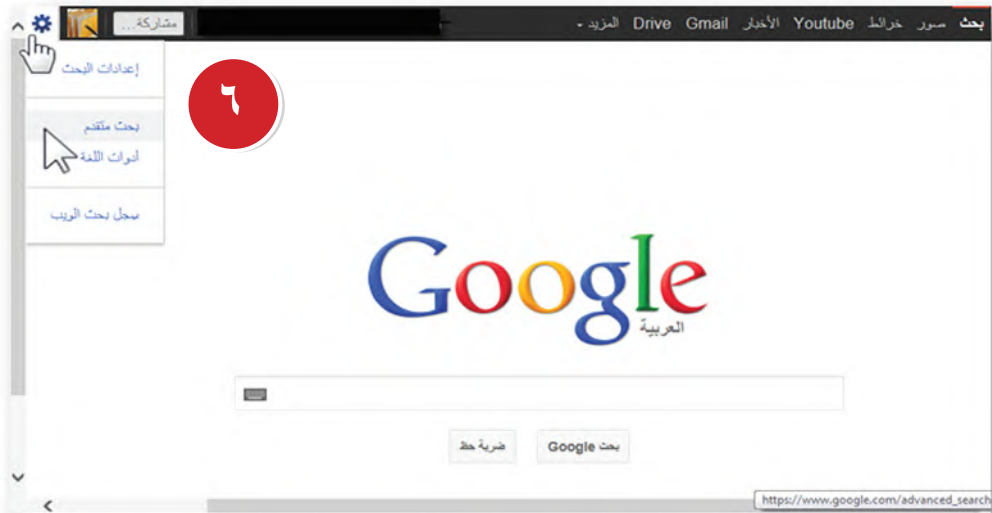 بحث صور خرائط Youtube الأخبار Gmail Drive المزيد
مشاركة...
إعدادات البحث
بحث متقدم
أدوات اللغة
سجل بحث الويب
٦
Google
العربية
بحث Google ضربة حظ
https://www.google.com/advanced_search